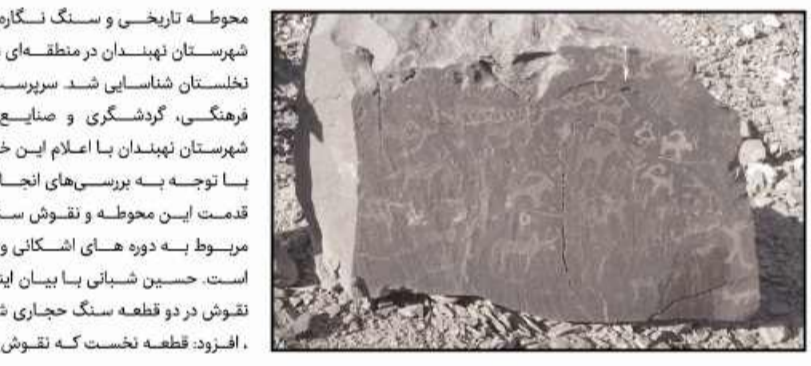 محوطه تاریخی و سنگ نگاره
شهرستان نهبندان در منطقه‌ای
نخلستان شناسایی شد. سرپرست
فرهنگی، گردشگری و صنایع
شهرستان نهبندان با اعلام این
با توجه به بررسی‌های
قدمت این محوطه و نقوش
مربوط به دوره های اشکانی و
است. حسین شبانی با بیان
نقوش در دو قطعه سنگ حجاری
، افزود: قطعه نخست که نقوش